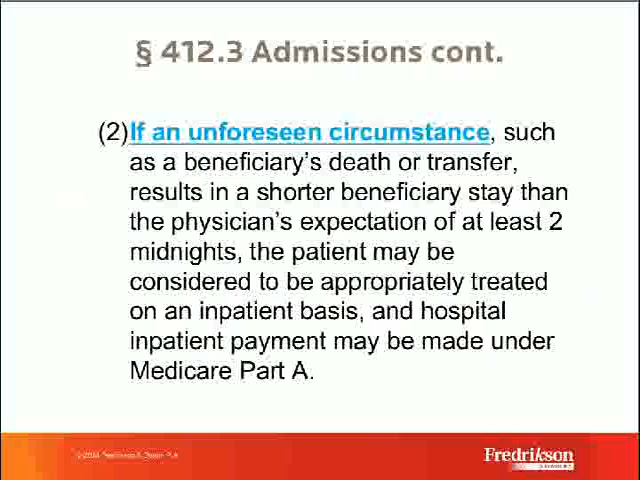 § 412.3 Admissions cont.
(2)If an unforeseen circumstance, such
as a beneficiary's death or transfer,
results in a shorter beneficiary stay than
the physician's expectation of at least 2
midnights, the patient may be
considered to be appropriately treated
on an inpatient basis, and hospital
inpatient payment may be made under
Medicare Part A.
Fredrikson